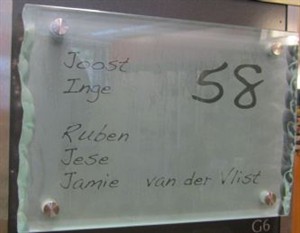 Joost
Inge
58
Ruben
Jese
Jamie van der Vlist
G6